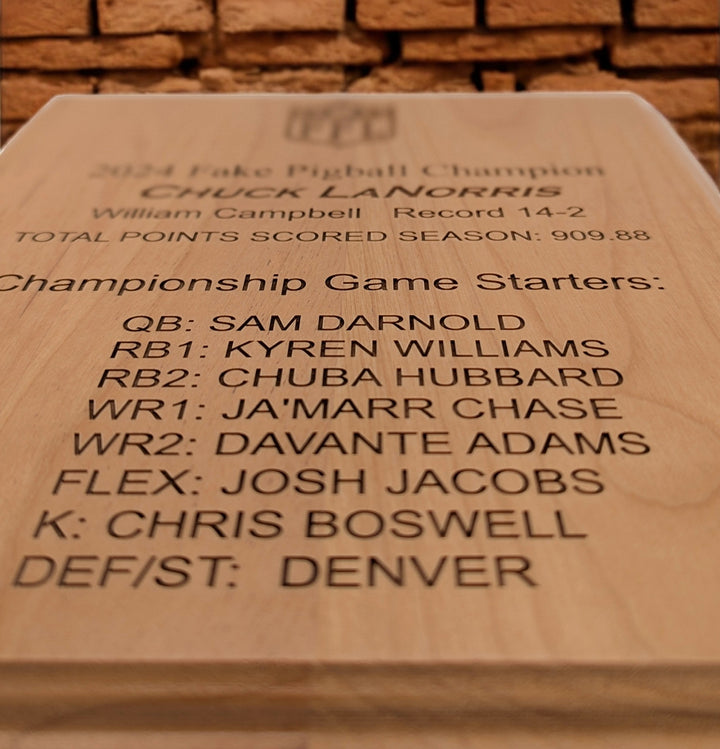 2024 Fake Pigball Champion
CHUCK LANORRIS
William Campbell Record 14-2
TOTAL POINTS SCORED SEASON: 909.88
Championship Game Starters:
QB: SAM DARNOLD
RB1: KYREN WILLIAMS
RB2: CHUBA HUBBARD
WR1: JA'MARR CHASE
WR2: DAVANTE ADAMS
FLEX: JOSH JACOBS
K: CHRIS BOSWELL
DEF/ST: DENVER